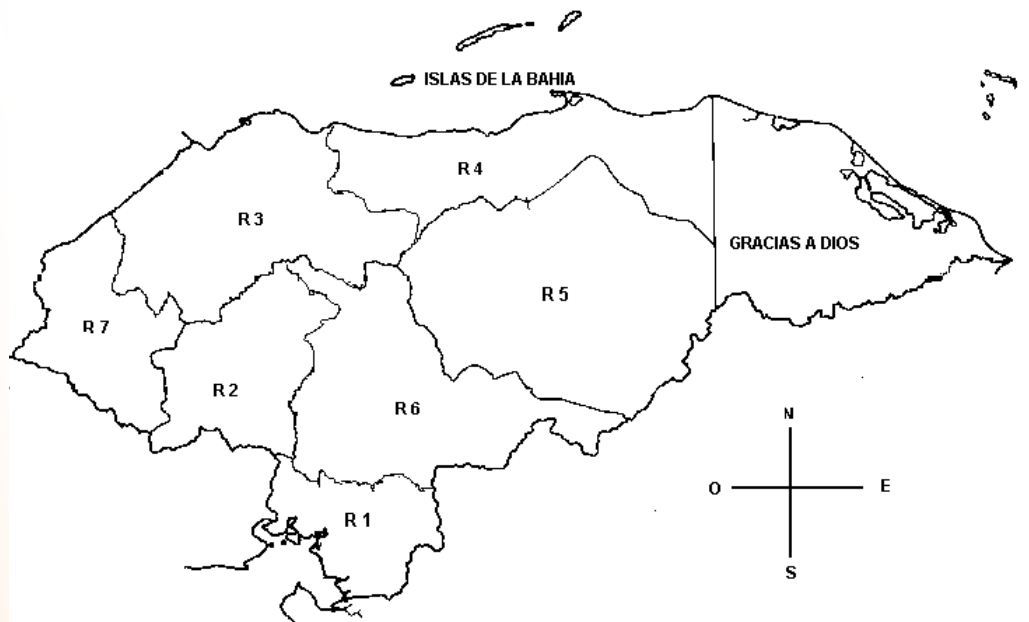 ISLAS DE LA BAHIA
R 4
R 3
GRACIAS A DIOS
R 5
R 7
R 2
R 6
N
O
E
R 1
S